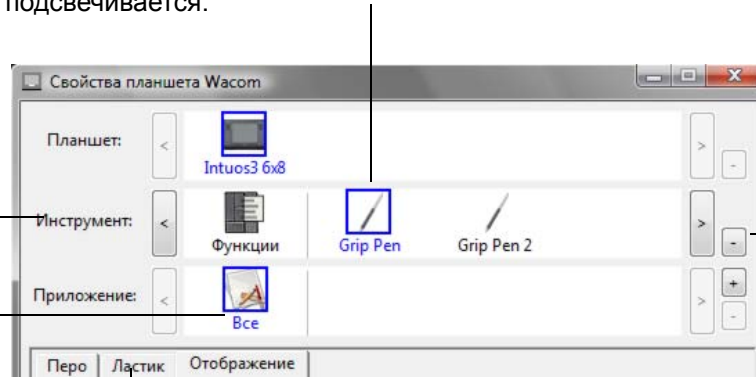 подсвечивается.
Свойства планшета Wacom
Планшет:
Intuos3 6x8
Инструмент:
Функции
Grip Pen
Grip Pen 2
Приложение:
Все
Перо
Ластик
Отображение